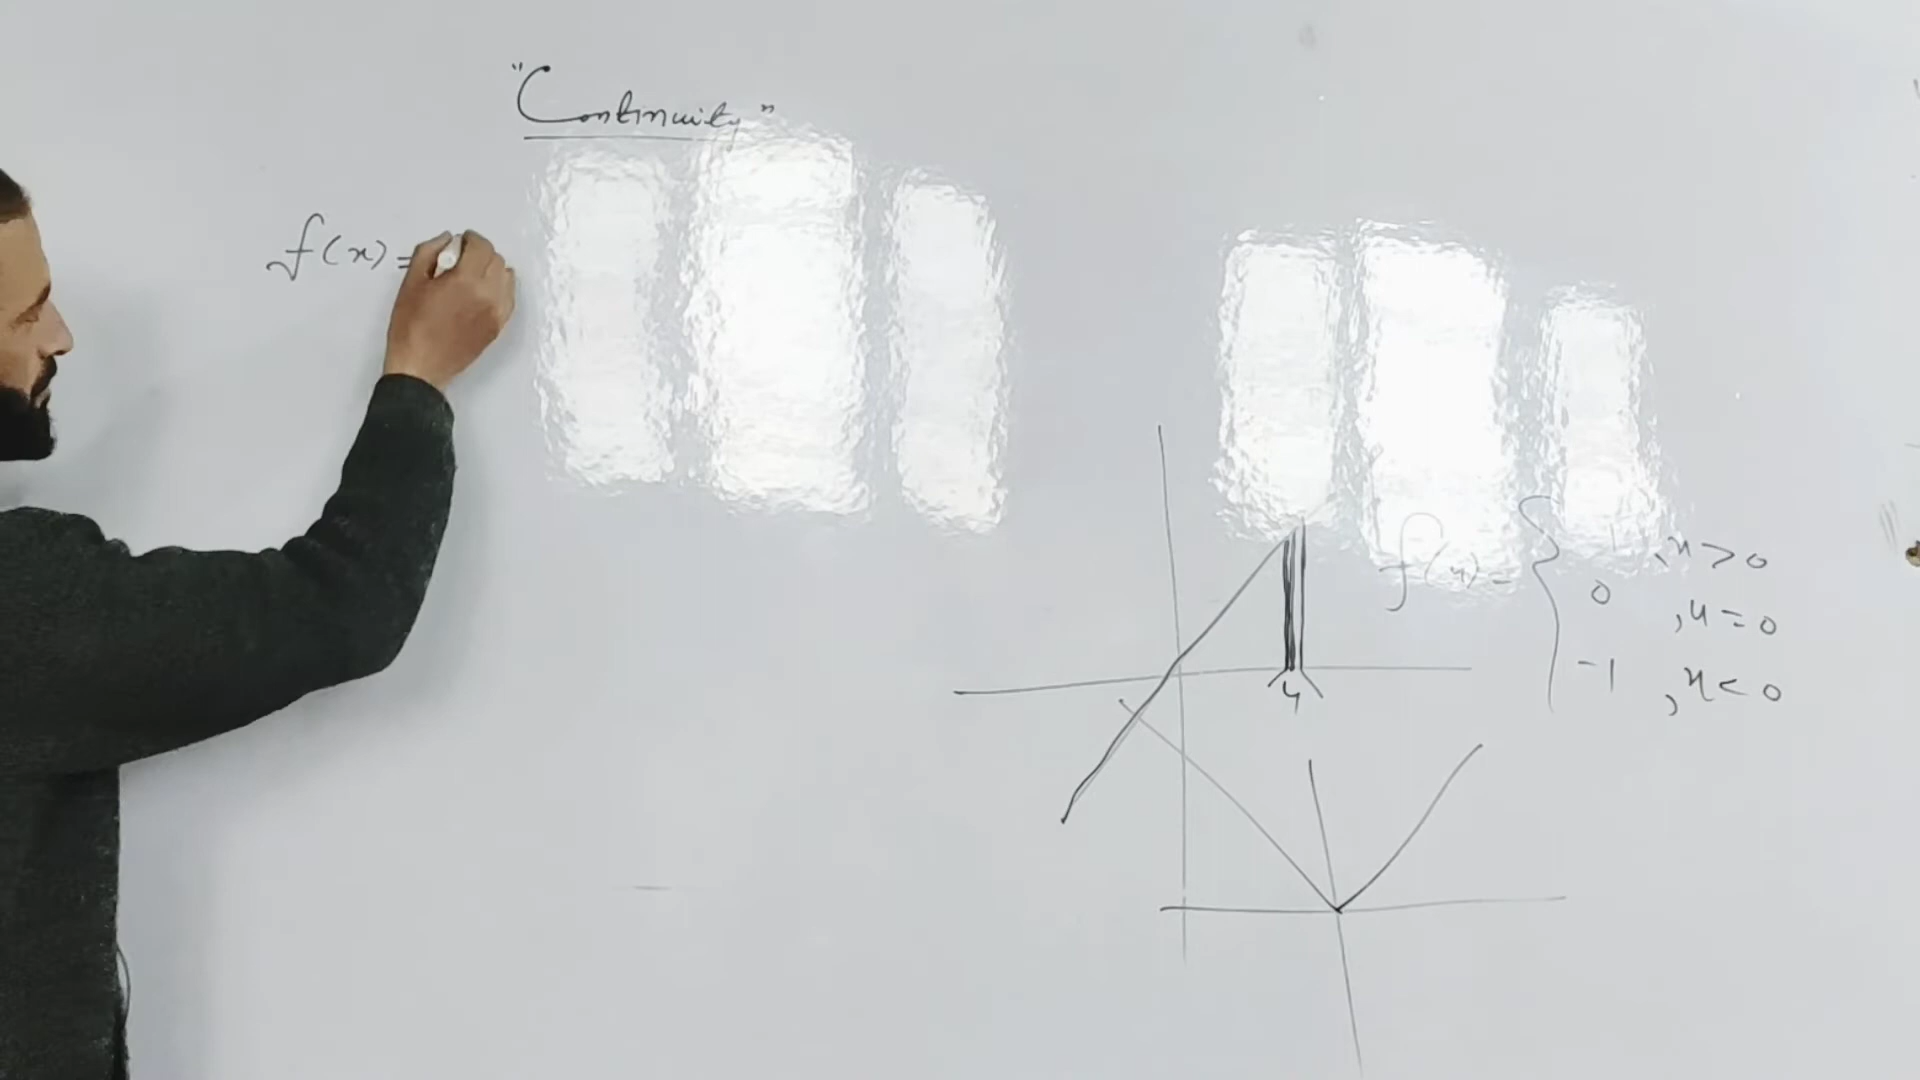 "Continuity"
f(x)=
f(x)= { 1 , x > 0
0 , x = 0
-1 , x < 0
4